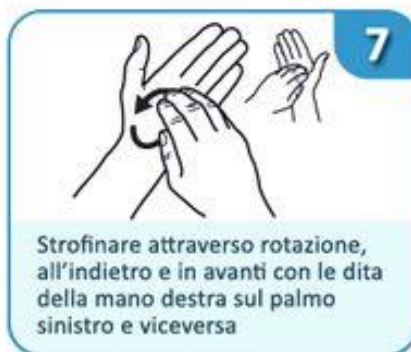 7
Strofinare attraverso rotazione,
all'indietro e in avanti con le dita
della mano destra sul palmo
sinistro e viceversa